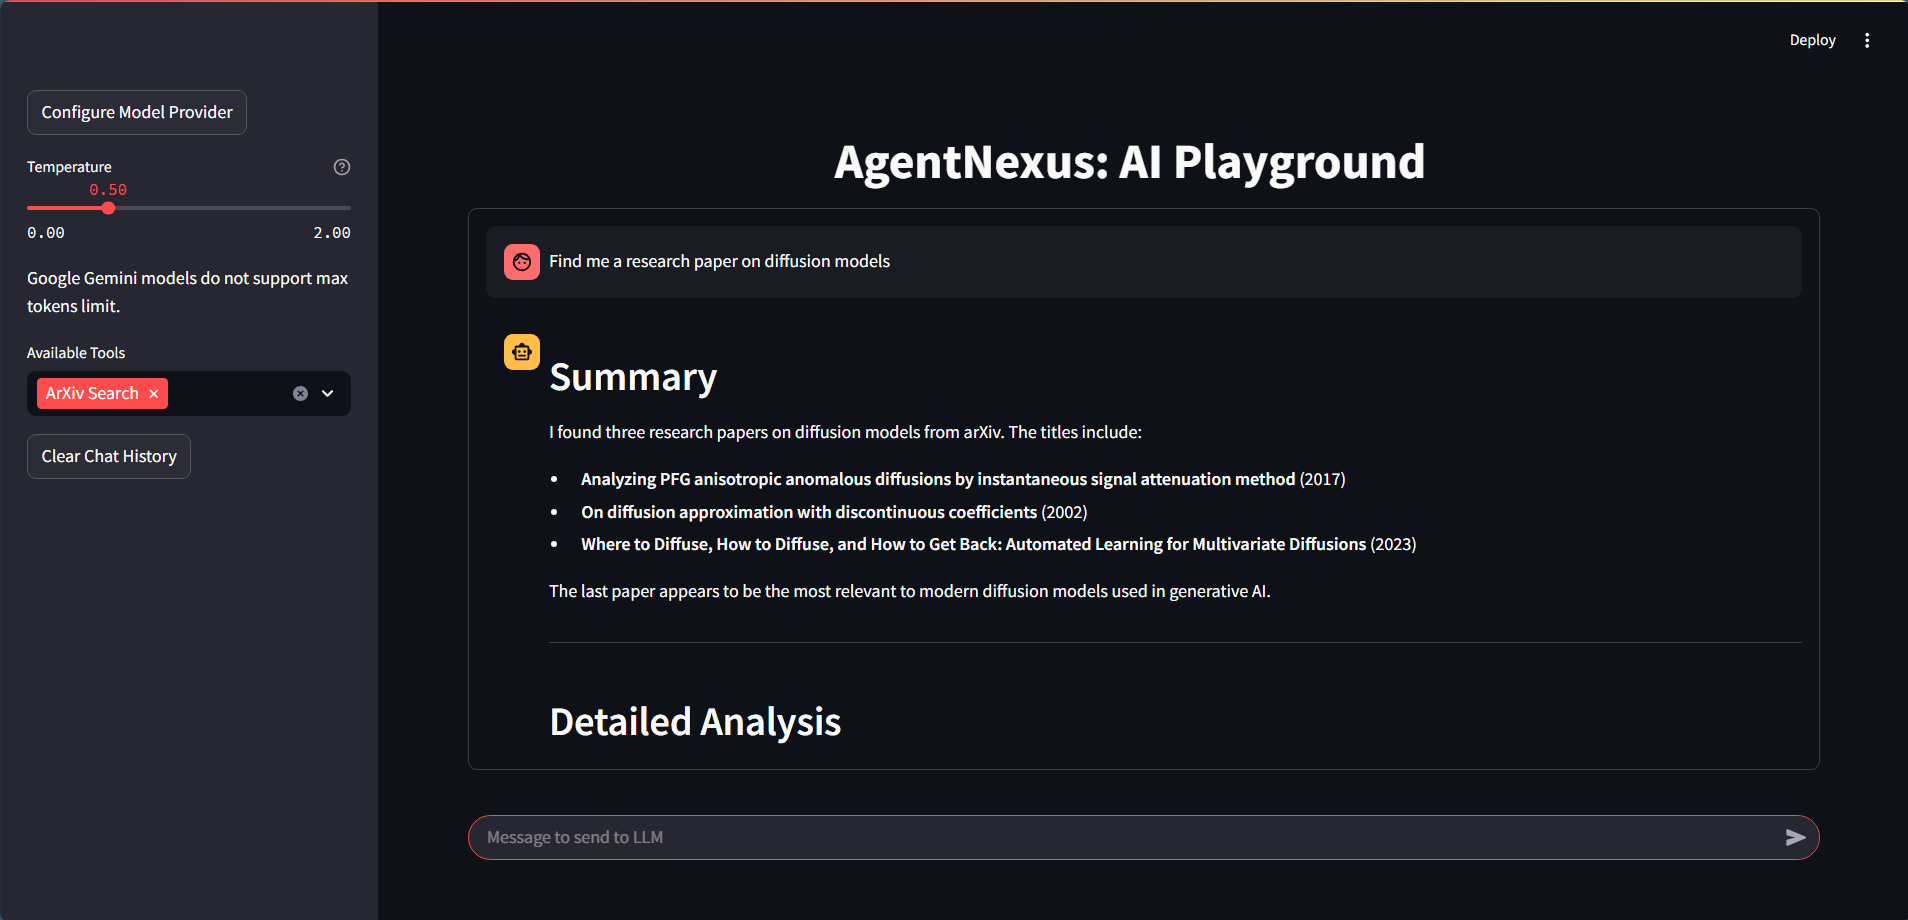 Deploy
Configure Model Provider
Temperature
0.50
0.00 2.00
Google Gemini models do not support max
tokens limit.
Available Tools
ArXiv Search
Clear Chat History
AgentNexus: AI Playground
Find me a research paper on diffusion models
Summary
I found three research papers on diffusion models from arXiv. The titles include:
• Analyzing PFG anisotropic anomalous diffusions by instantaneous signal attenuation method (2017)
• On diffusion approximation with discontinuous coefficients (2002)
• Where to Diffuse, How to Diffuse, and How to Get Back: Automated Learning for Multivariate Diffusions (2023)
The last paper appears to be the most relevant to modern diffusion models used in generative AI.
Detailed Analysis
Message to send to LLM